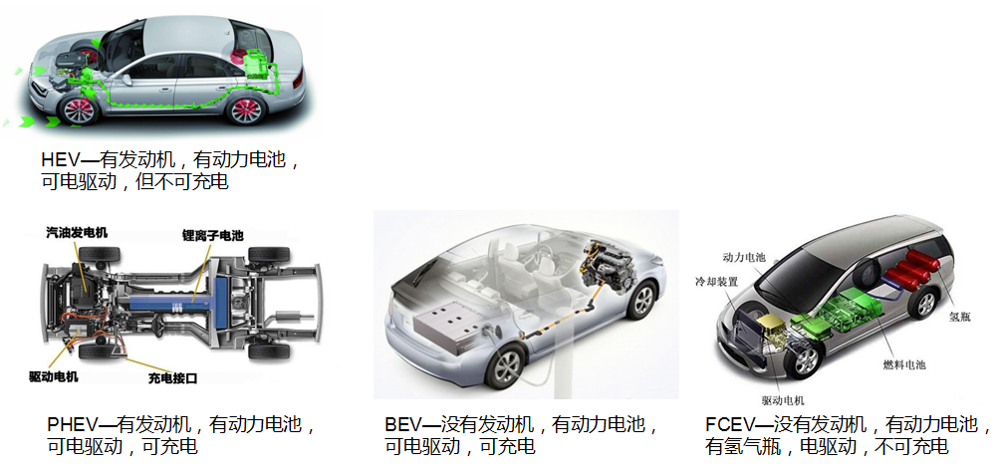 HEV—有发动机，有动力电池，
可电驱动，但不可充电
汽油发电机
锂离子电池
驱动电机
充电接口
PHEV—有发动机，有动力电池，
可电驱动，可充电
BEV—没有发动机，有动力电池，
可电驱动，可充电
动力电池
冷却装置
氢瓶
燃料电池
驱动电机
FCEV—没有发动机，有动力电池，
有氢气瓶，电驱动，不可充电